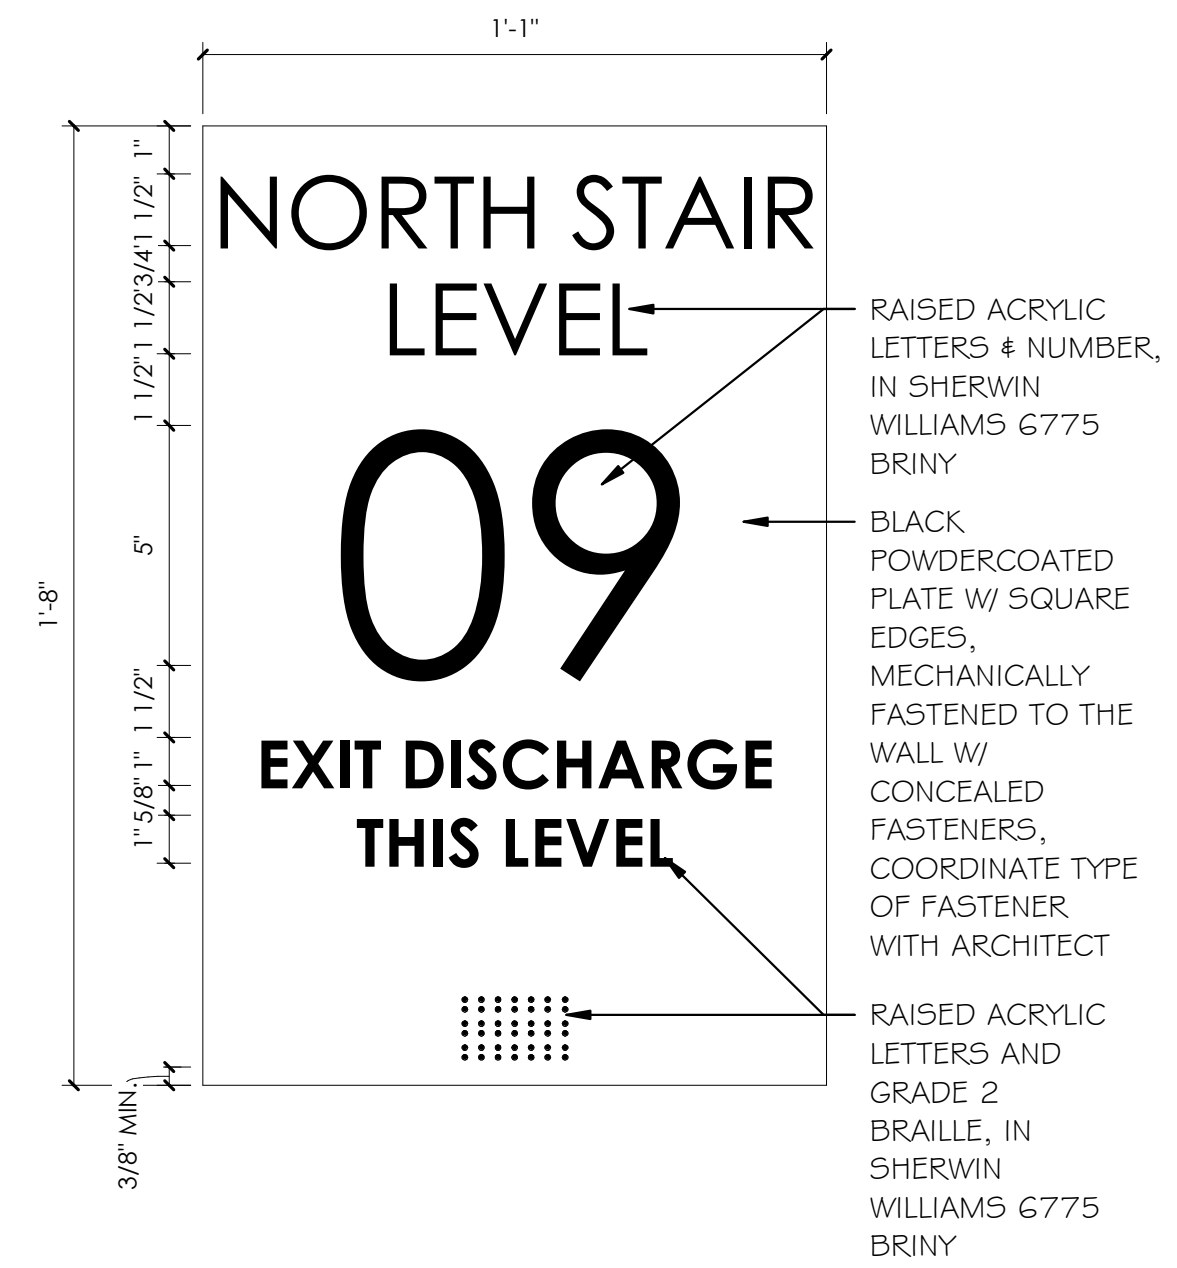 1'-1"
1'-8"
1"
1 1/2"
3/4"
1 1/2"
1 1/2"
5"
1 1/2"
1"
5/8"
1"
3/8" MIN.
NORTH STAIR
LEVEL
09
EXIT DISCHARGE
THIS LEVEL
RAISED ACRYLIC
LETTERS & NUMBER,
IN SHERWIN
WILLIAMS 6775
BRINY
BLACK
POWDERCOATED
PLATE W/ SQUARE
EDGES,
MECHANICALLY
FASTENED TO THE
WALL W/
CONCEALED
FASTENERS,
COORDINATE TYPE
OF FASTENER
WITH ARCHITECT
RAISED ACRYLIC
LETTERS AND
GRADE 2
BRAILLE, IN
SHERWIN
WILLIAMS 6775
BRINY